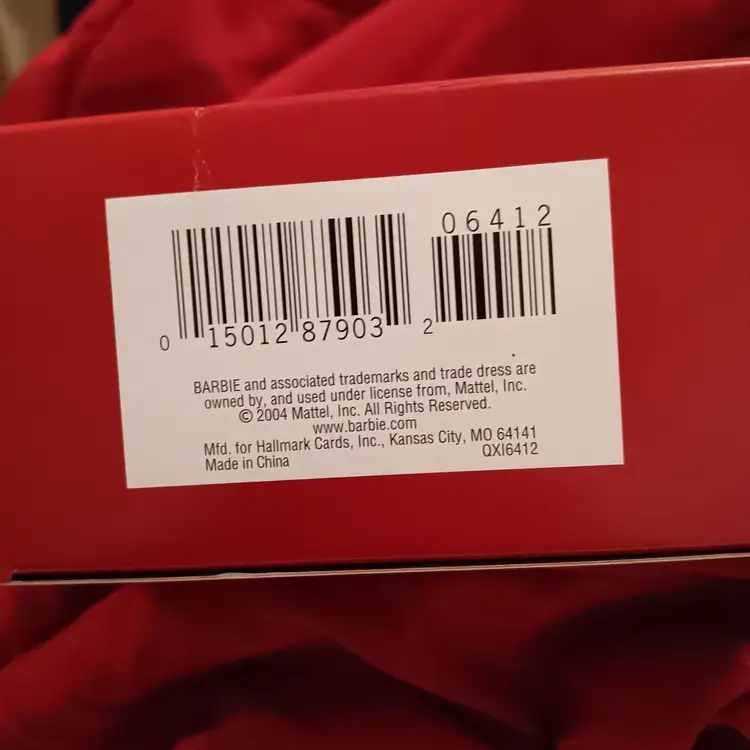 06412
0 15012 87903 2
BARBIE and associated trademarks and trade dress are
owned by, and used under license from, Mattel, Inc.
© 2004 Mattel, Inc. All Rights Reserved.
www.barbie.com
Mfd. for Hallmark Cards, Inc., Kansas City, MO 64141
Made in China QXI6412